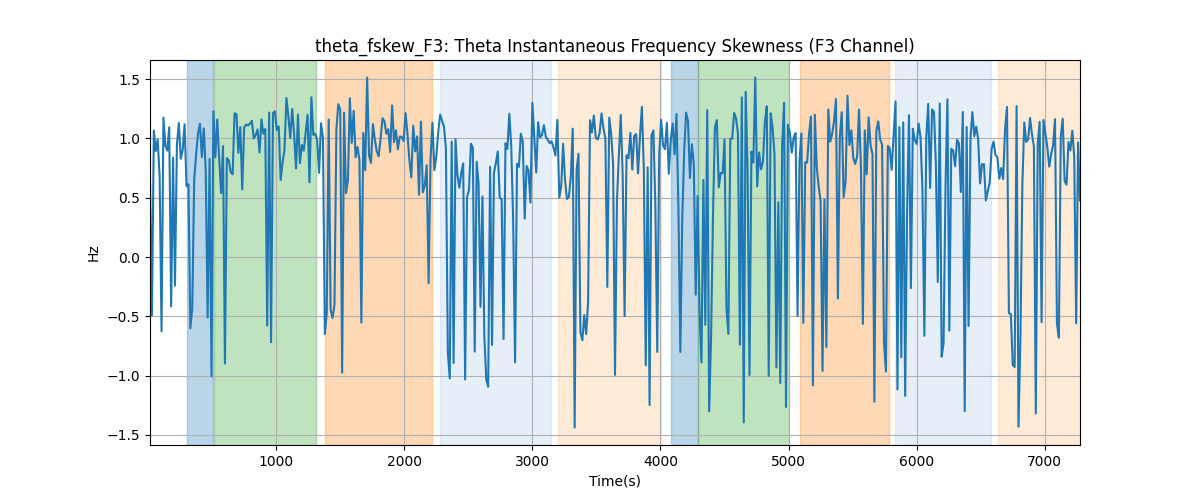 theta_fskew_F3: Theta Instantaneous Frequency Skewness (F3 Channel)
1.5
1.0
0.5
0.0
−0.5
−1.0
−1.5
Hz
1000 2000 3000 4000 5000 6000 7000
Time(s)